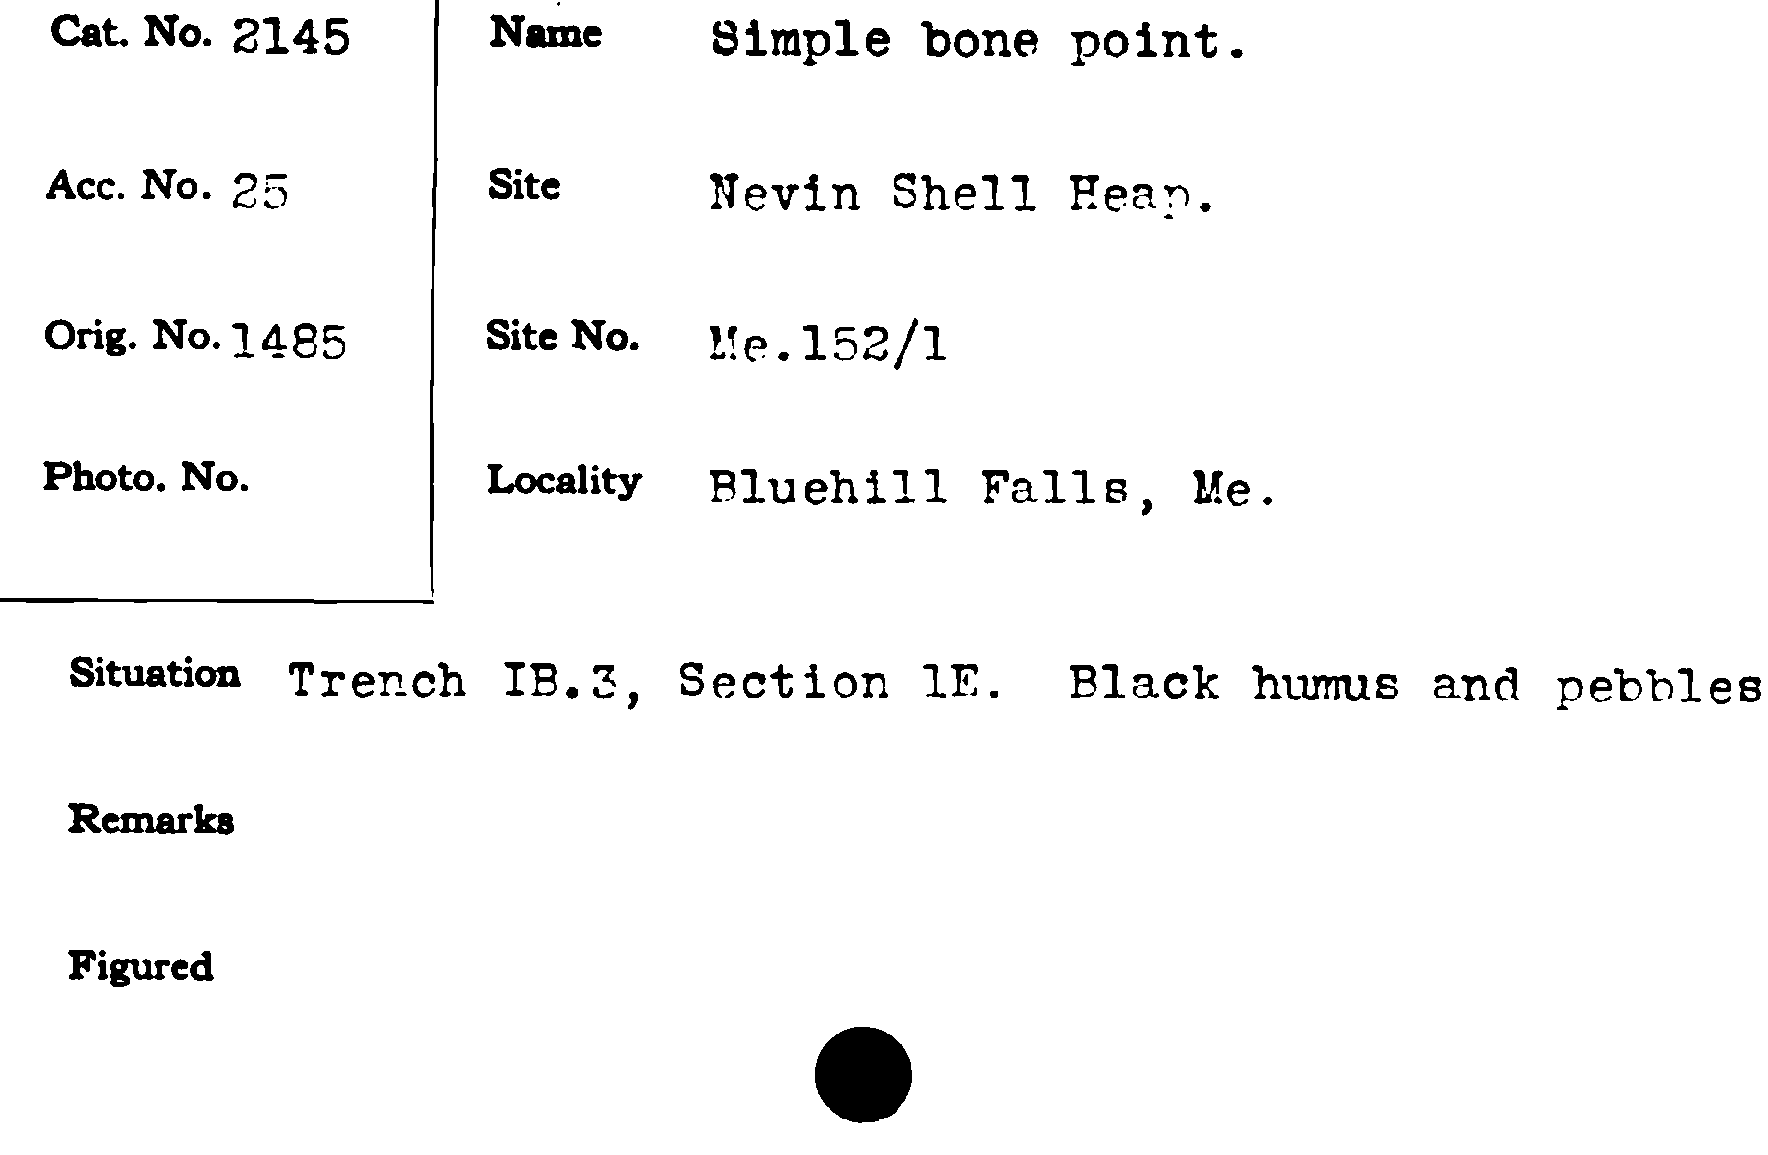 Cat. No. 2145 Name Simple bone point.
Acc. No. 25 Site Nevin Shell Heap.
Orig. No. 1485 Site No. Me.152/1
Photo. No. Locality Bluehill Falls, Me.
Situation Trench IB.3, Section 1E. Black humus and pebbles
Remarks
Figured